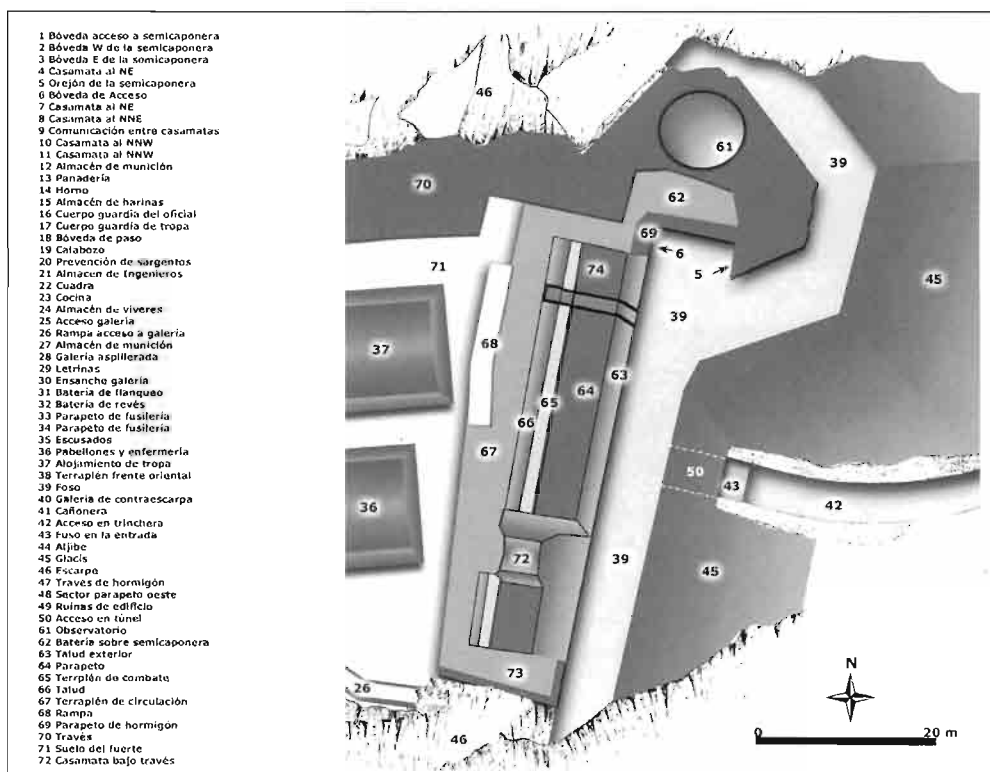 1 Bóveda acceso a semicaponera
2 Bóveda W de la semicaponera
3 Bóveda E de la semicaponera
4 Casamata al NE
5 Orejón de la semicaponera
6 Bóveda de Acceso
7 Casamata al NE
8 Casamata al NNE
9 Comunicación entre casamatas
10 Casamata al NNW
11 Casamata al NNW
12 Almacén de munición
13 Panadería
14 Horno
15 Almacén de harinas
16 Cuerpo guardia del oficial
17 Cuerpo guardia de tropa
18 Bóveda de paso
19 Calabozo
20 Prevención de sargentos
21 Almacen de Ingenieros
22 Cuadra
23 Cocina
24 Almacén de víveres
25 Acceso galería
26 Rampa acceso a galería
27 Almacén de munición
28 Galería aspillerada
29 Letrinas
30 Ensanche galería
31 Batería de flanqueo
32 Batería de revés
33 Parapeto de fusilería
34 Parapeto de fusilería
35 Escusados
36 Pabellones y enfermería
37 Alojamiento de tropa
38 Terraplén frente oriental
39 Foso
40 Galería de contraescarpa
41 Cañonera
42 Acceso en trinchera
43 Foso en la entrada
44 Aljibe
45 Glacis
46 Escarpe
47 Través de hormigón
48 Sector parapeto oeste
49 Ruinas de edificio
50 Acceso en túnel
61 Observatorio
62 Batería sobre semicaponera
63 Talud exterior
64 Parapeto
65 Terrplén de combate
66 Talud
67 Terraplén de circulación
68 Rampa
69 Parapeto de hormigón
70 Través
71 Suelo del fuerte
72 Casamata bajo través
46
61
39
70
62
69
6
5
71
74
45
39
37
68
63
65
64
66
67
50
43
42
36
72
39
45
73
26
46
N
0 20 m